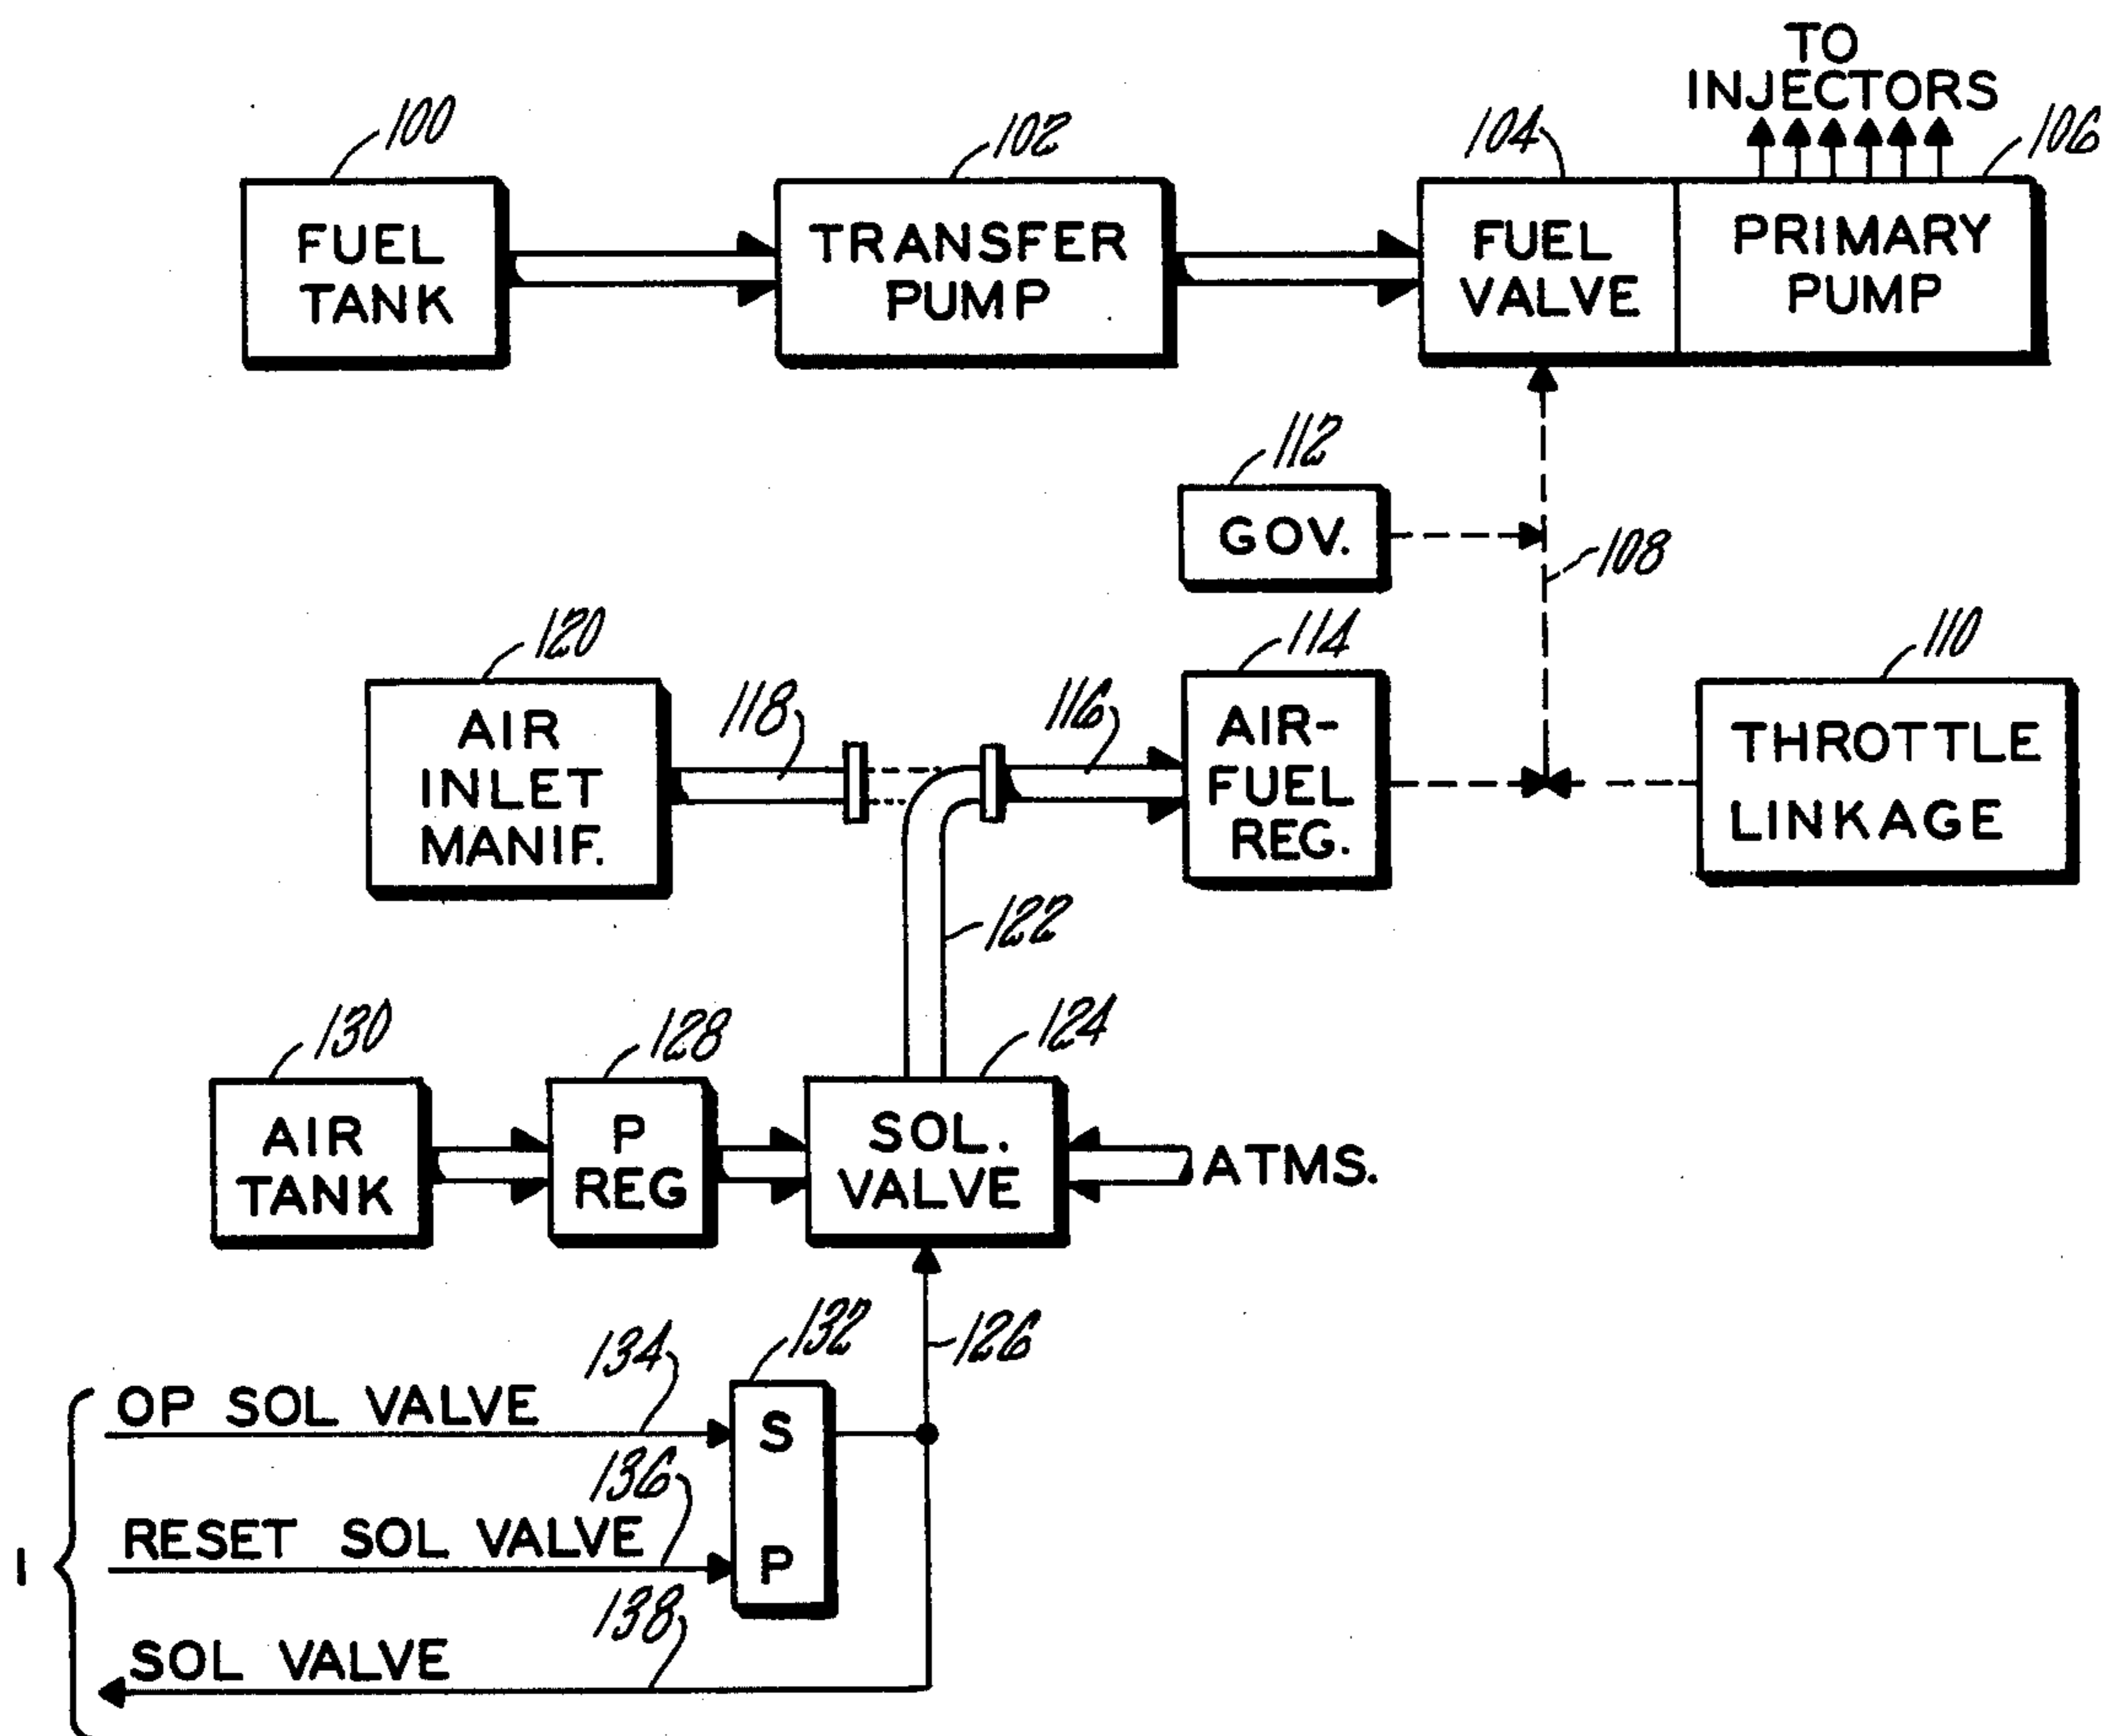 TO
INJECTORS
100
102
104
106
FUEL
TANK
TRANSFER
PUMP
FUEL
VALVE
PRIMARY
PUMP
112
GOV.
108
120
118
116
114
110
AIR
INLET
MANIF.
AIR-
FUEL
REG.
THROTTLE
LINKAGE
122
130
128
124
AIR
TANK
P
REG
SOL.
VALVE
ATMS.
132
134
126
OP SOL VALVE
S
136
RESET SOL VALVE
P
1
138
SOL VALVE